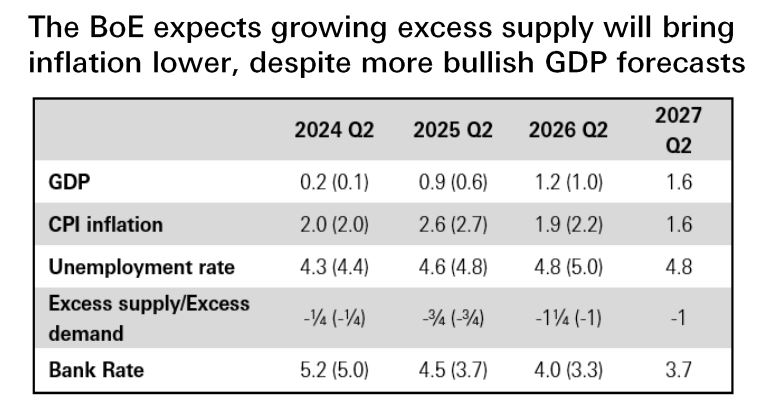 The BoE expects growing excess supply will bring
inflation lower, despite more bullish GDP forecasts
2024 Q2 2025 Q2 2026 Q2 2027 Q2
GDP 0.2 (0.1) 0.9 (0.6) 1.2 (1.0) 1.6
CPI inflation 2.0 (2.0) 2.6 (2.7) 1.9 (2.2) 1.6
Unemployment rate 4.3 (4.4) 4.6 (4.8) 4.8 (5.0) 4.8
Excess supply/Excess demand -¼ (-¼) -¾ (-¾) -1¼ (-1) -1
Bank Rate 5.2 (5.0) 4.5 (3.7) 4.0 (3.3) 3.7